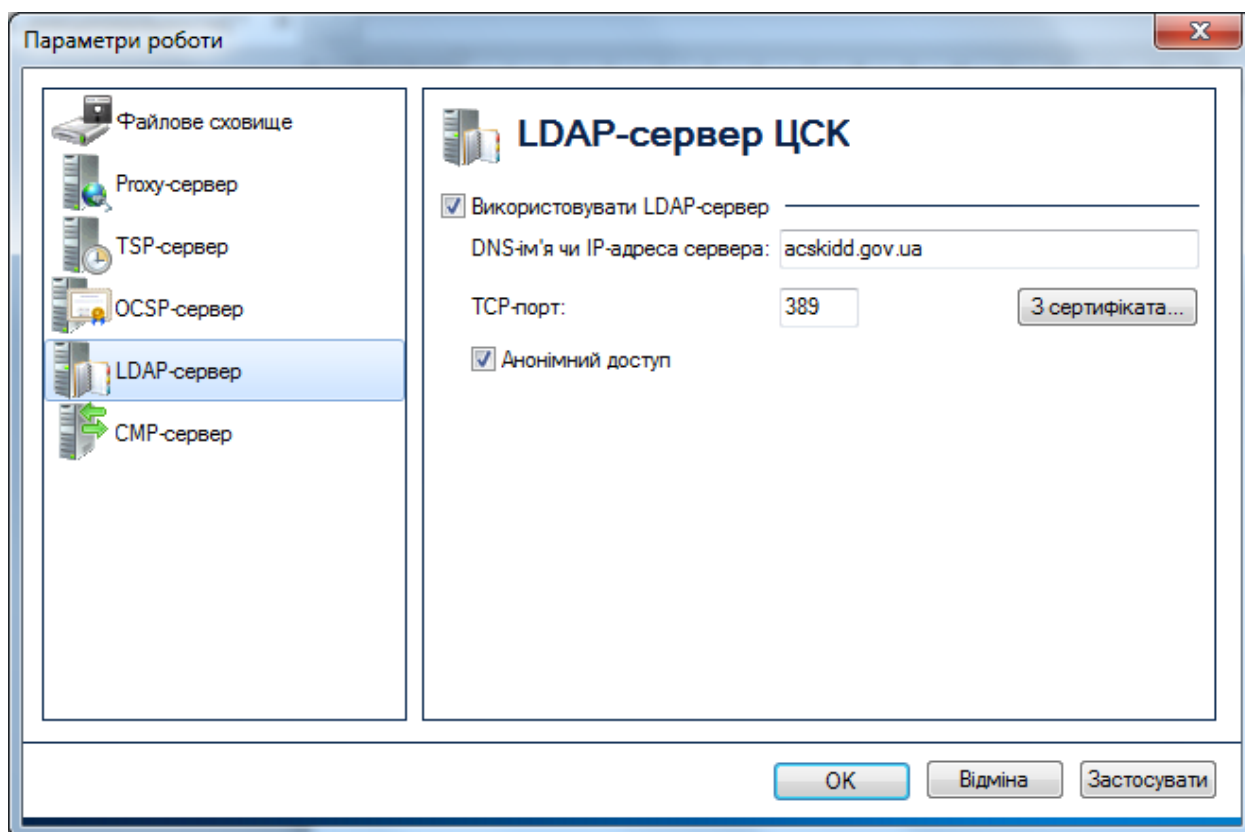 Параметри роботи
Файлове сховище
Proxy-сервер
TSP-сервер
OCSP-сервер
LDAP-сервер
CMP-сервер
LDAP-сервер ЦСК
Використовувати LDAP-сервер
DNS-ім'я чи IP-адреса сервера: acskidd.gov.ua
TCP-порт: 389 З сертифіката...
Анонімний доступ
OK Відміна Застосувати